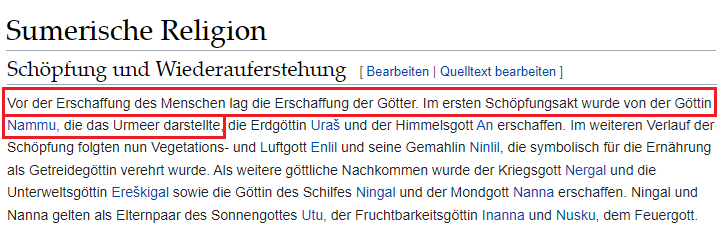 Sumerische Religion
Schöpfung und Wiederauferstehung [ Bearbeiten | Quelltext bearbeiten ]
Vor der Erschaffung des Menschen lag die Erschaffung der Götter. Im ersten Schöpfungsakt wurde von der Göttin
Nammu, die das Urmeer darstellte, die Erdgöttin Uraš und der Himmelsgott An erschaffen. Im weiteren Verlauf der
Schöpfung folgten nun Vegetations- und Luftgott Enlil und seine Gemahlin Ninlil, die symbolisch für die Ernährung
als Getreidegöttin verehrt wurde. Als weitere göttliche Nachkommen wurde der Kriegsgott Nergal und die
Unterweltsgöttin Ereškigal sowie die Göttin des Schilfes Ningal und der Mondgott Nanna erschaffen. Ningal und
Nanna gelten als Elternpaar des Sonnengottes Utu, der Fruchtbarkeitsgöttin Inanna und Nusku, dem Feuergott.